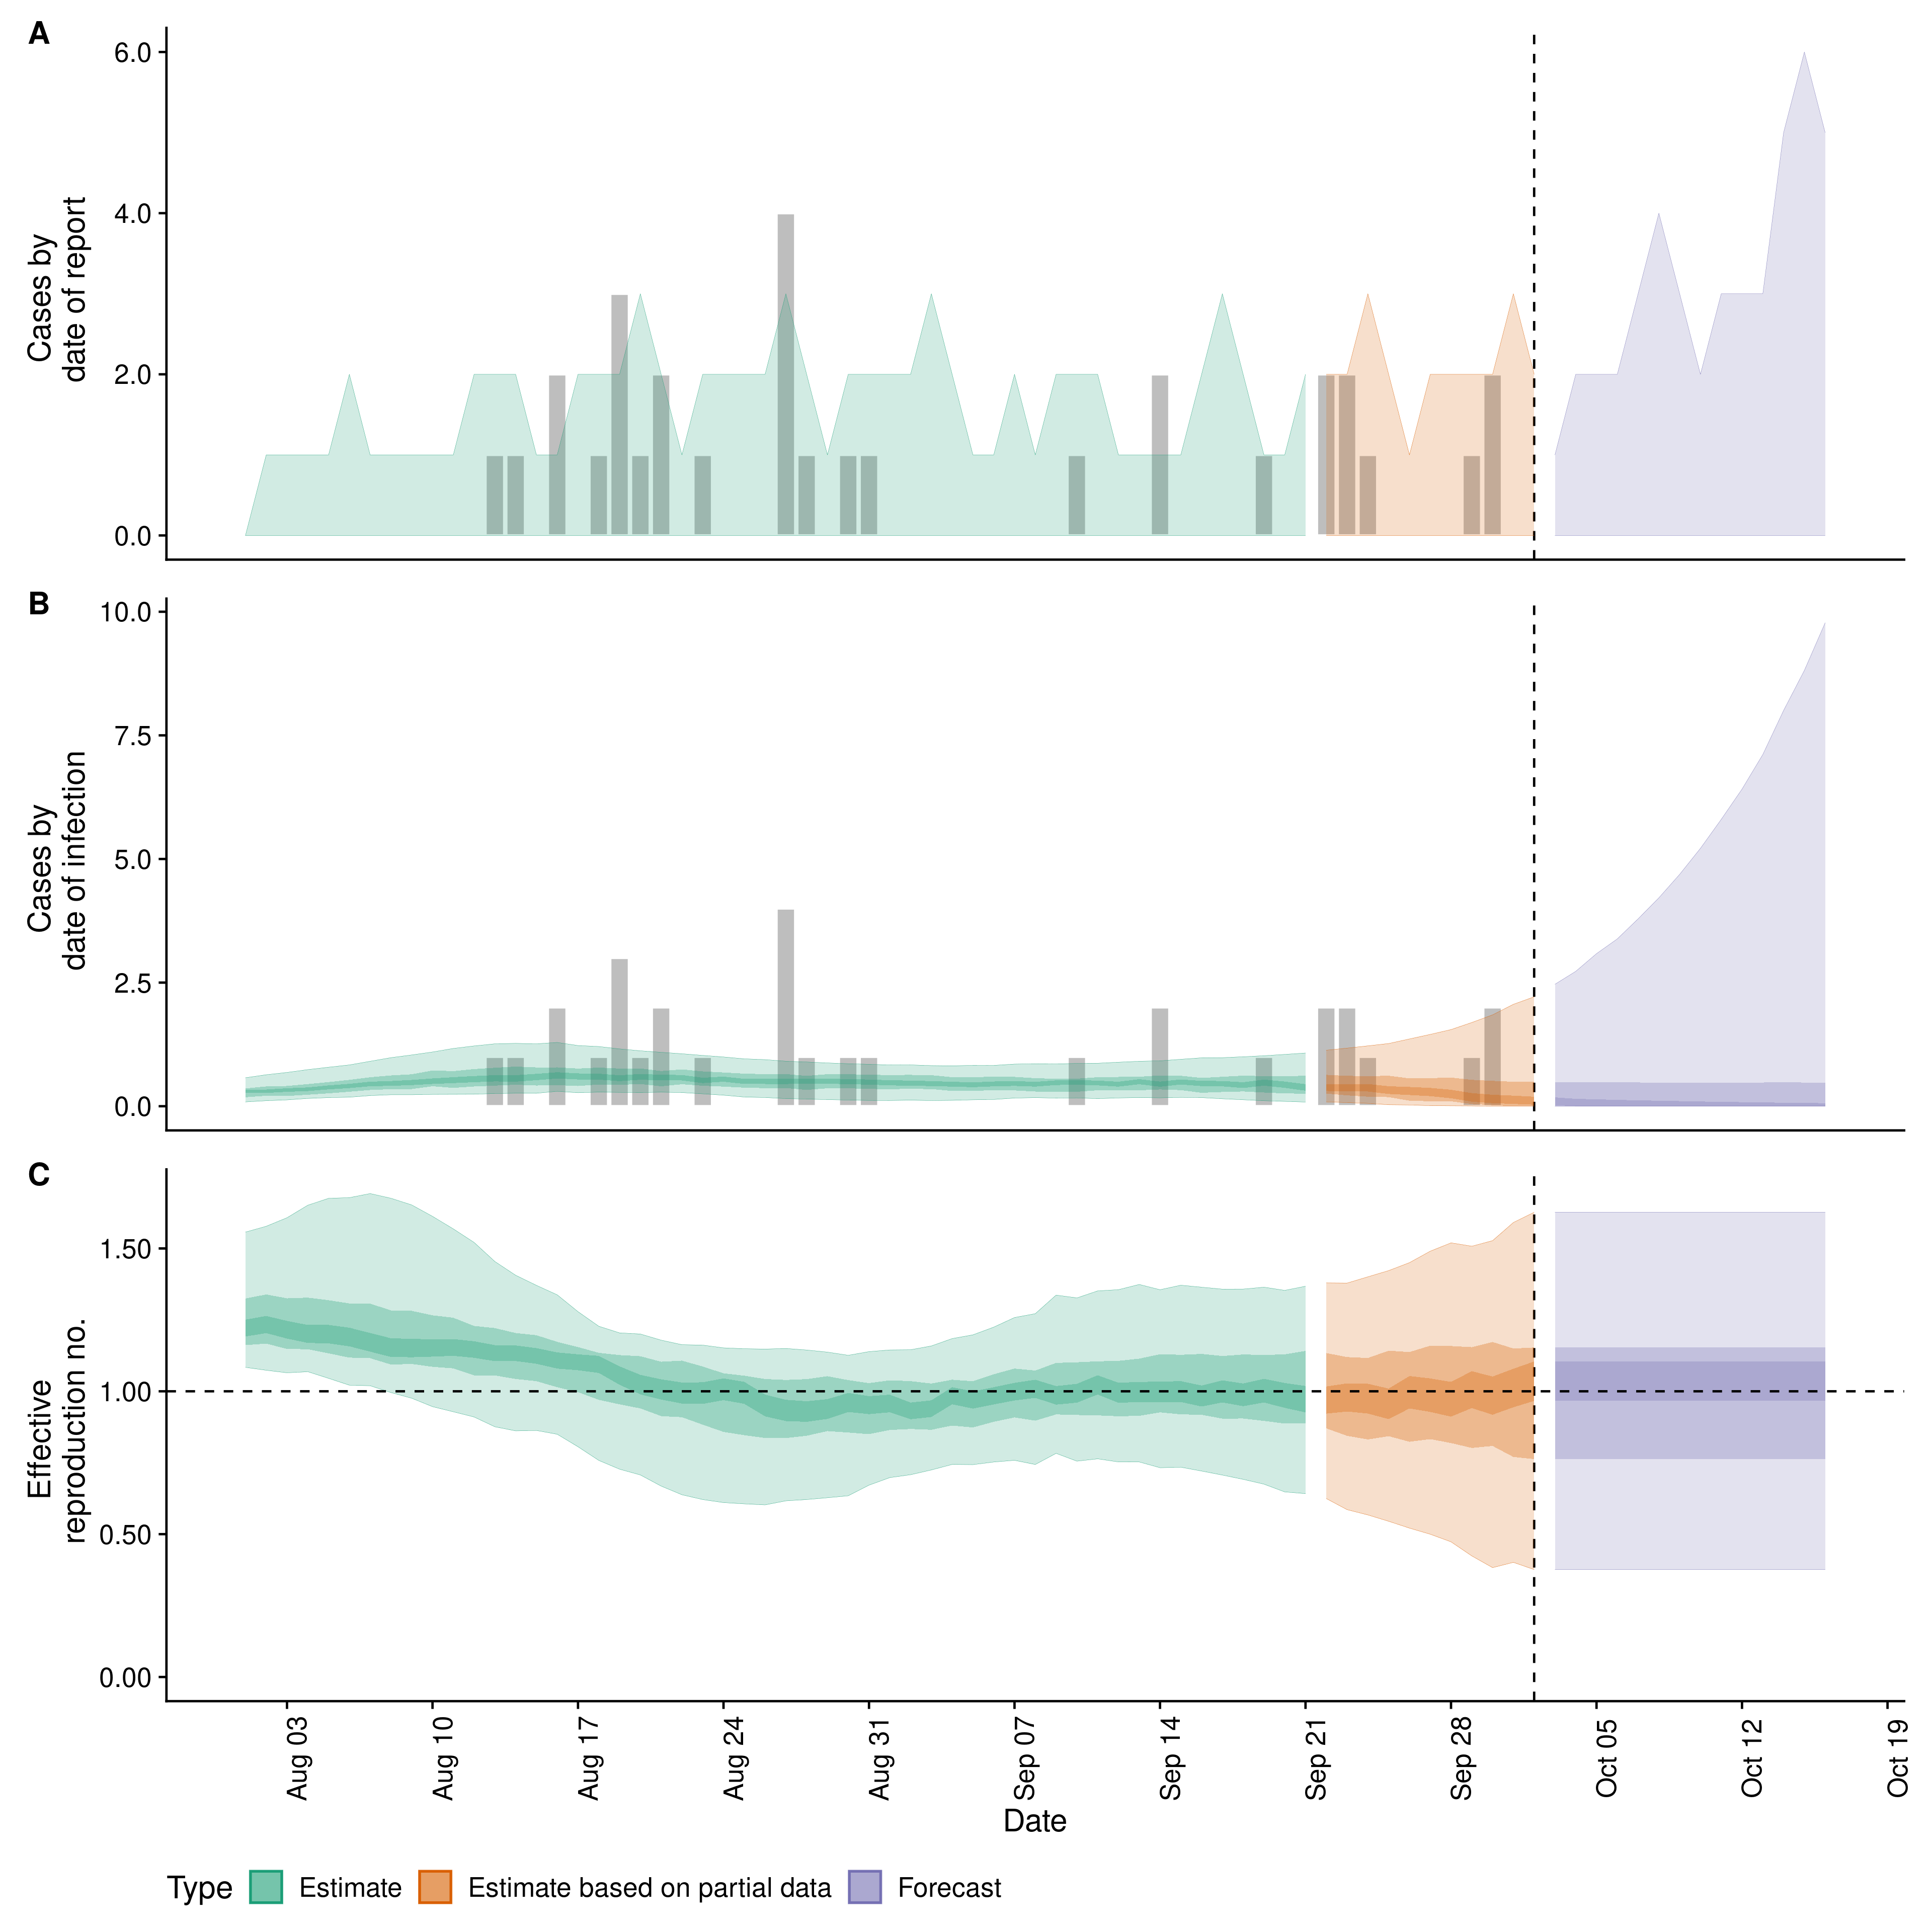 A
6.0
4.0
2.0
0.0
Cases by
date of report
B
10.0
7.5
5.0
2.5
0.0
Cases by
date of infection
C
1.50
1.00
0.50
0.00
Effective
reproduction no.
Aug 03
Aug 10
Aug 17
Aug 24
Aug 31
Sep 07
Sep 14
Sep 21
Sep 28
Oct 05
Oct 12
Oct 19
Date
Type Estimate Estimate based on partial data Forecast